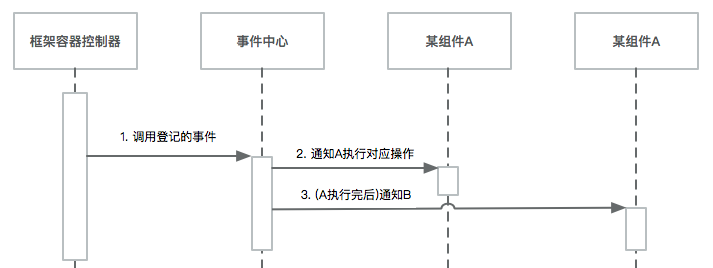 框架容器控制器
事件中心
某组件A
某组件A
1. 调用登记的事件
2. 通知A执行对应操作
3. (A执行完后)通知B